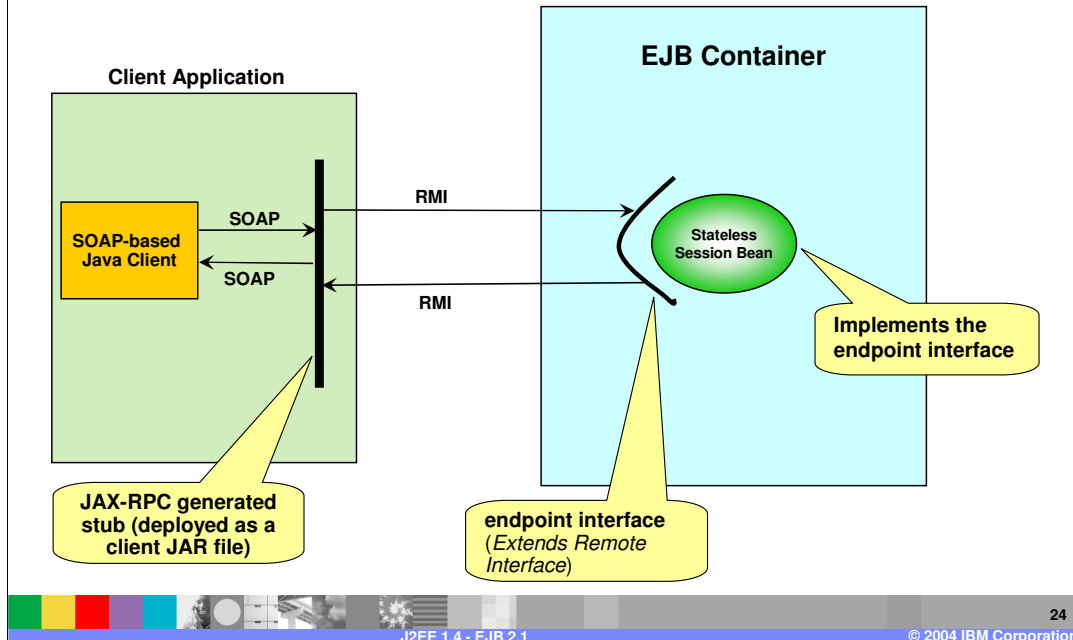 EJB Container
Client Application
RMI
SOAP
SOAP-based
Java Client
SOAP
RMI
Stateless
Session Bean
Implements the
endpoint interface
JAX-RPC generated
stub (deployed as a
client JAR file)
endpoint interface
(Extends Remote
Interface)
24
J2EE 1.4 - EJB 2.1
© 2004 IBM Corporation